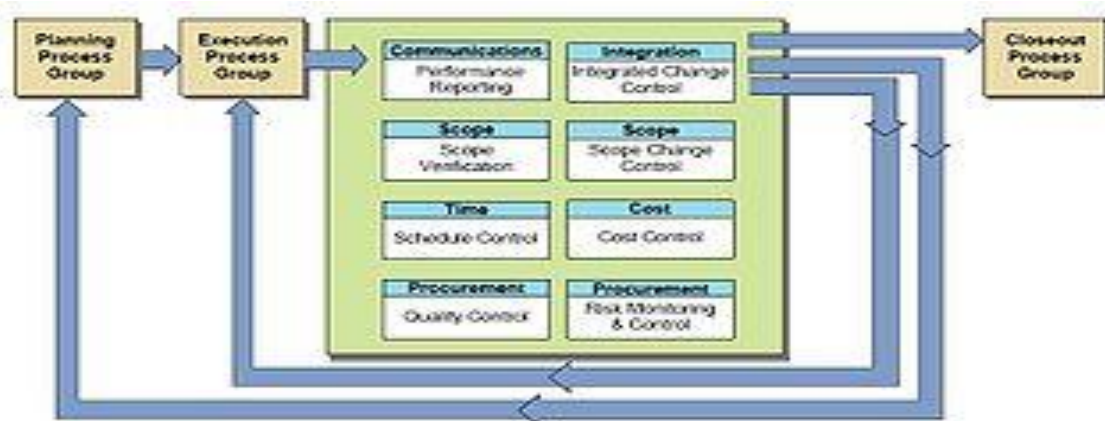 Planning
Process
Group
Execution
Process
Group
Communications
Performance
Reporting
Integration
Integrated Change
Control
Closeout
Process
Group
Scope
Scope
Verification
Scope
Scope Change
Control
Time
Schedule Control
Cost
Cost Control
Procurement
Quality Control
Procurement
Risk Monitoring
& Control